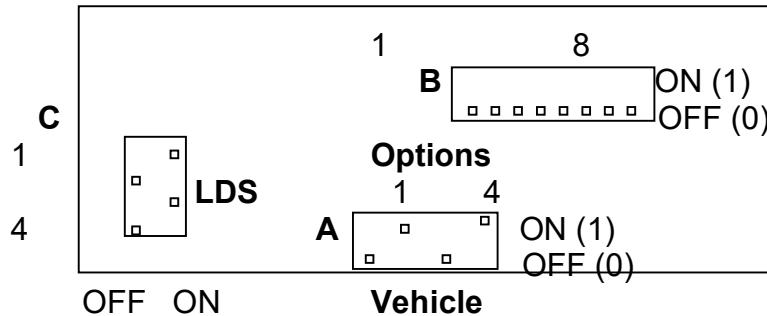 1 8
B ON (1)
C OFF (0)
1 Options
LDS 1 4
4 A ON (1)
OFF (0)
OFF ON Vehicle